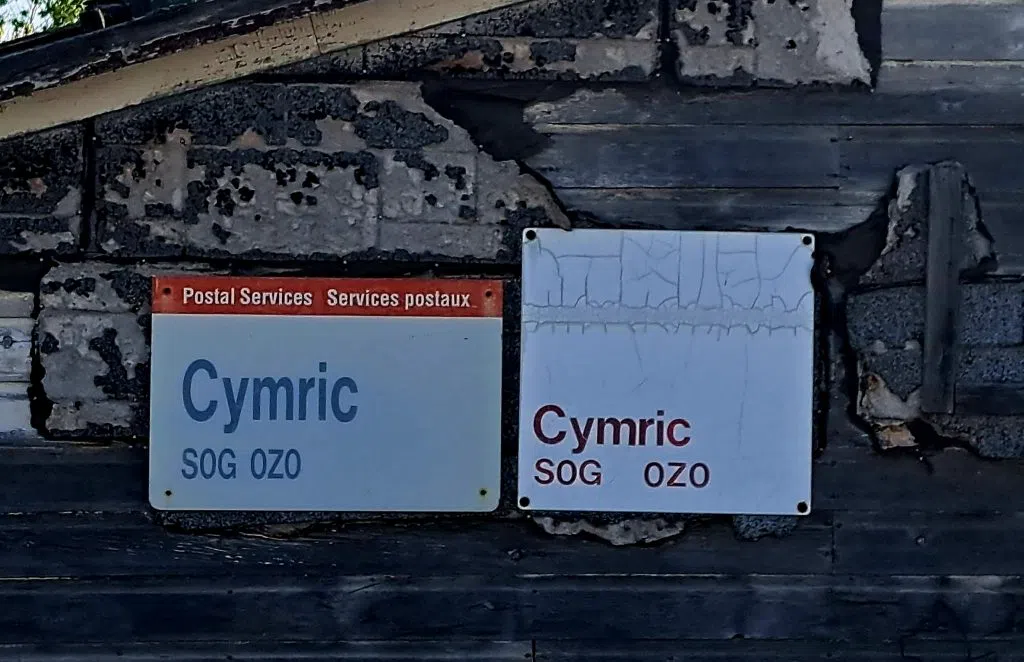 Postal Services Services postaux
Cymric
S0G 0Z0
Cymric
S0G 0Z0